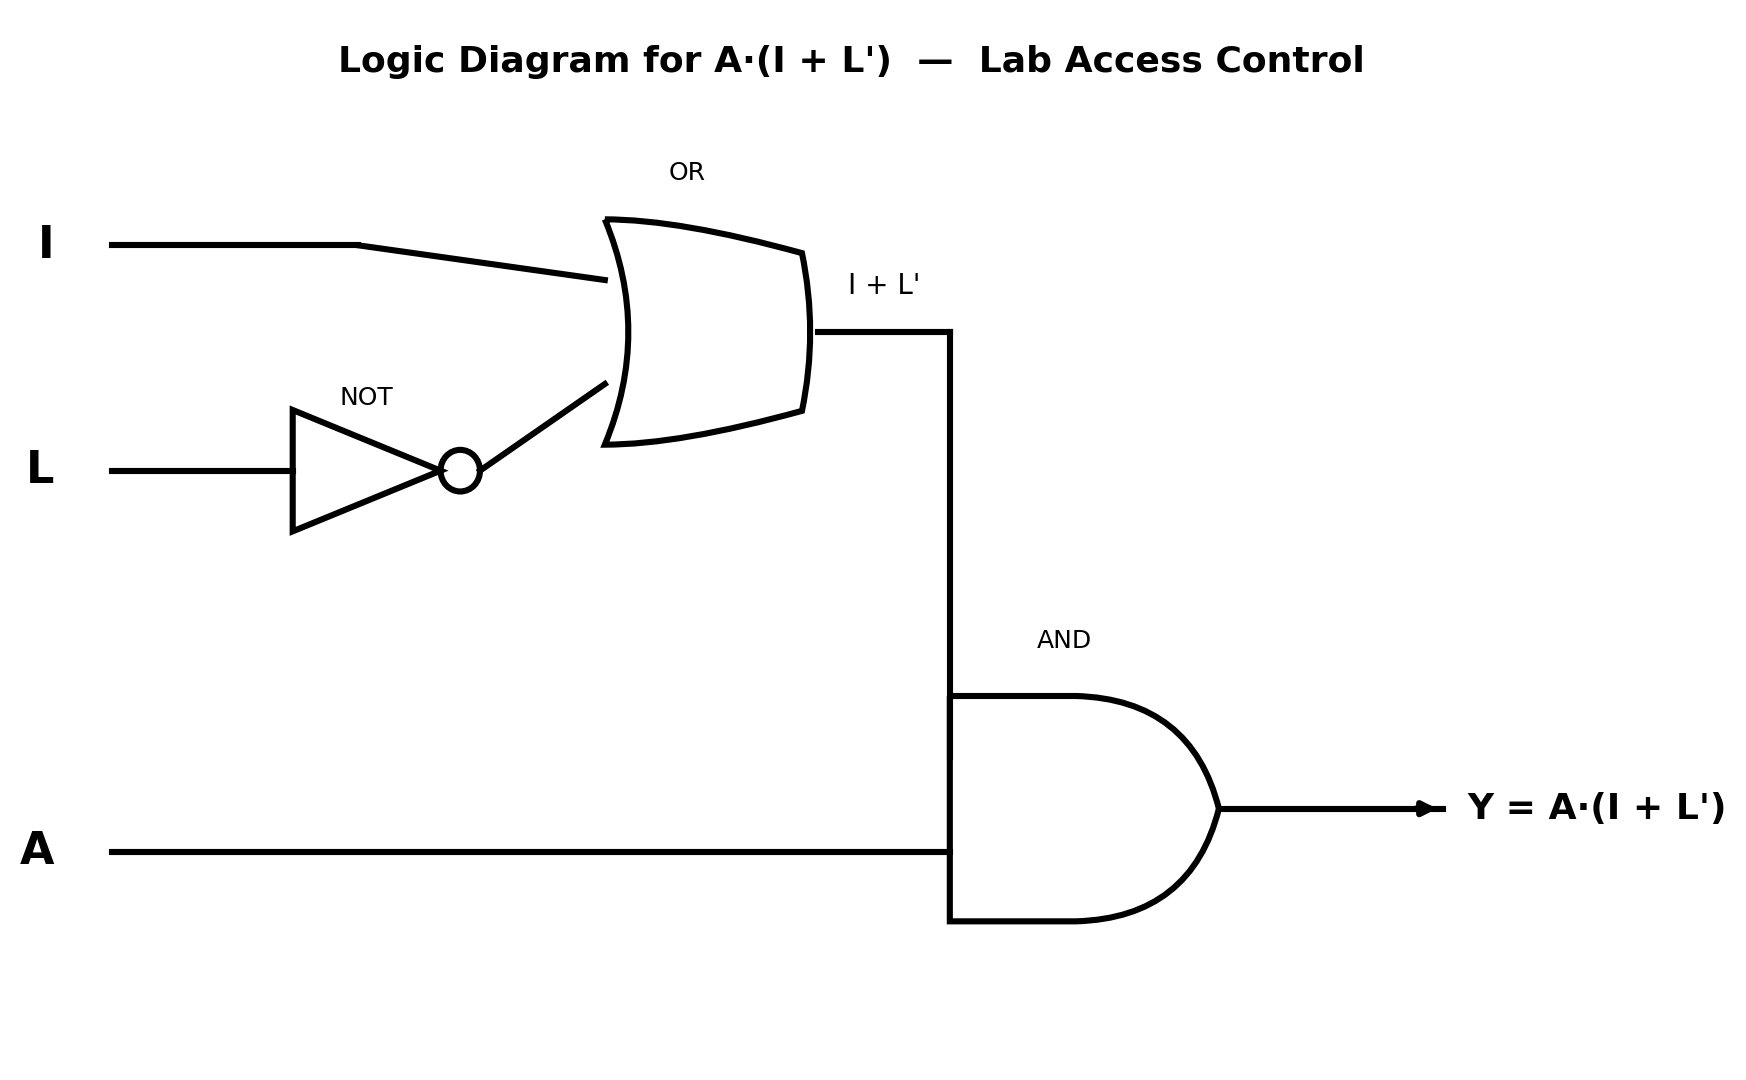 Logic Diagram for A·(I + L')  —  Lab Access Control
OR
I
I + L'
NOT
L
AND
Y = A·(I + L')
A